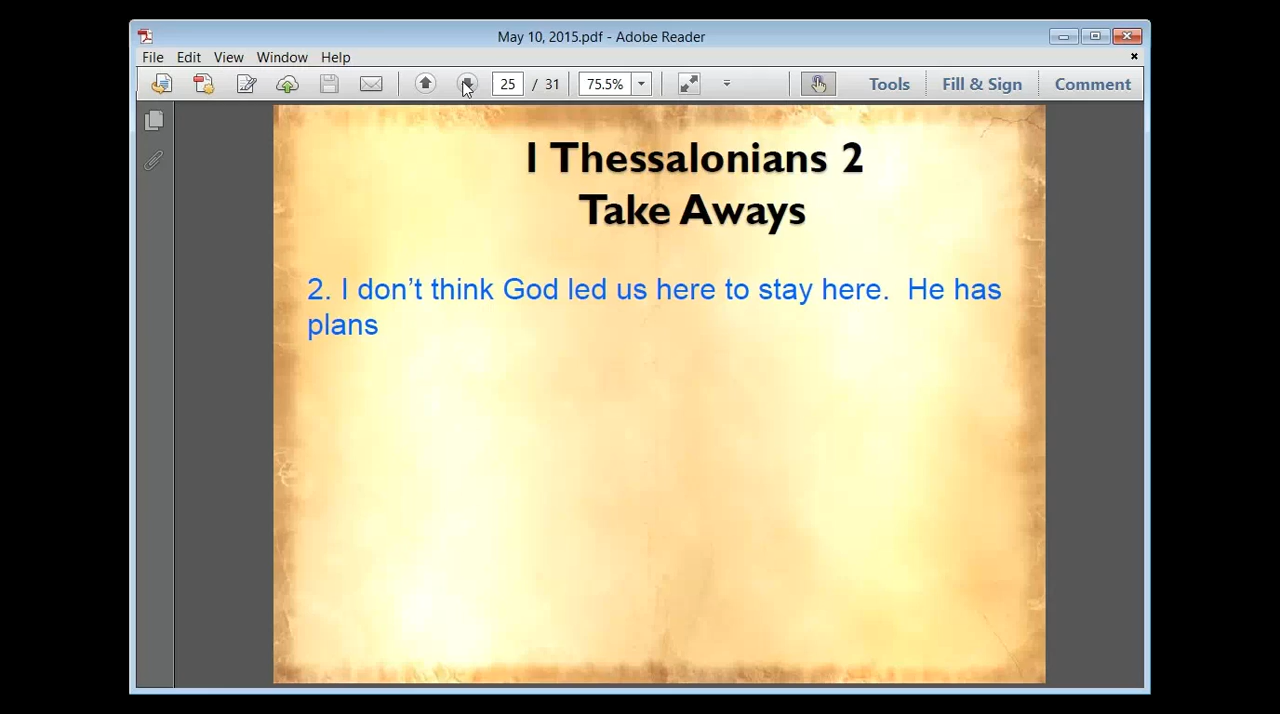 May 10, 2015.pdf - Adobe Reader
File Edit View Window Help
25 / 31 75.5% Tools Fill & Sign Comment
I Thessalonians 2
Take Aways
2. I don’t think God led us here to stay here. He has
plans